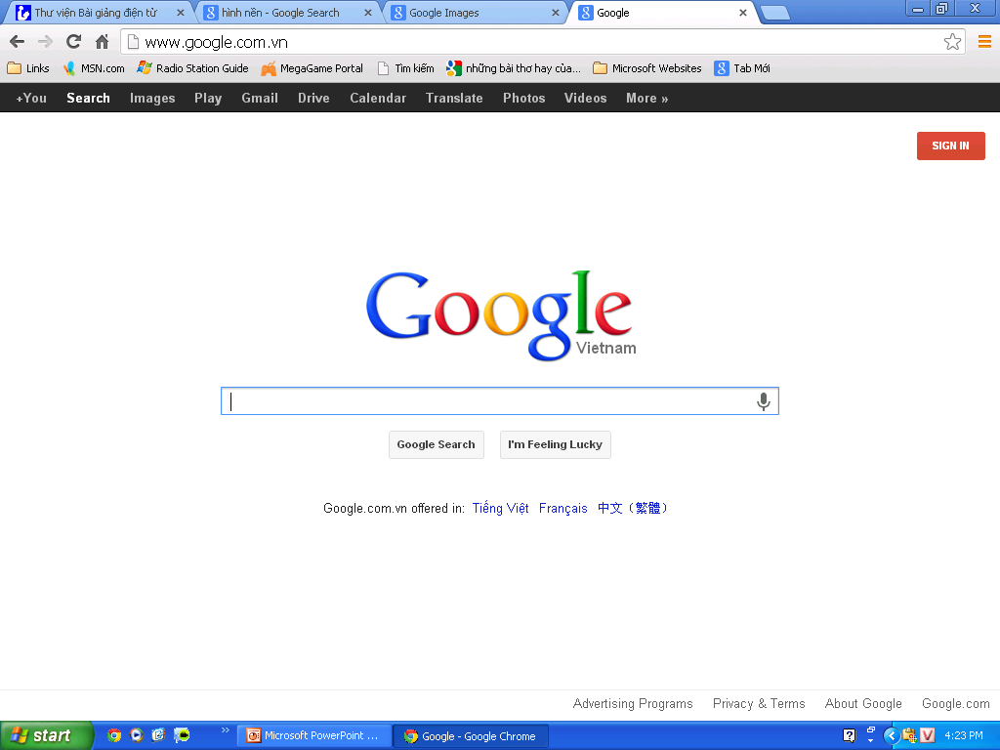 Thư viện Bài giảng điện tử
hình nền - Google Search
Google Images
Google
www.google.com.vn
Links
MSN.com
Radio Station Guide
MegaGame Portal
Tìm kiếm
những bài thơ hay của...
Microsoft Websites
Tab Mới
+You Search Images Play Gmail Drive Calendar Translate Photos Videos More »
SIGN IN
Google
Vietnam
Google Search
I'm Feeling Lucky
Google.com.vn offered in: Tiếng Việt Français 中文（繁體）
Advertising Programs Privacy & Terms About Google Google.com
start
Microsoft PowerPoint ...
Google - Google Chrome
4:23 PM